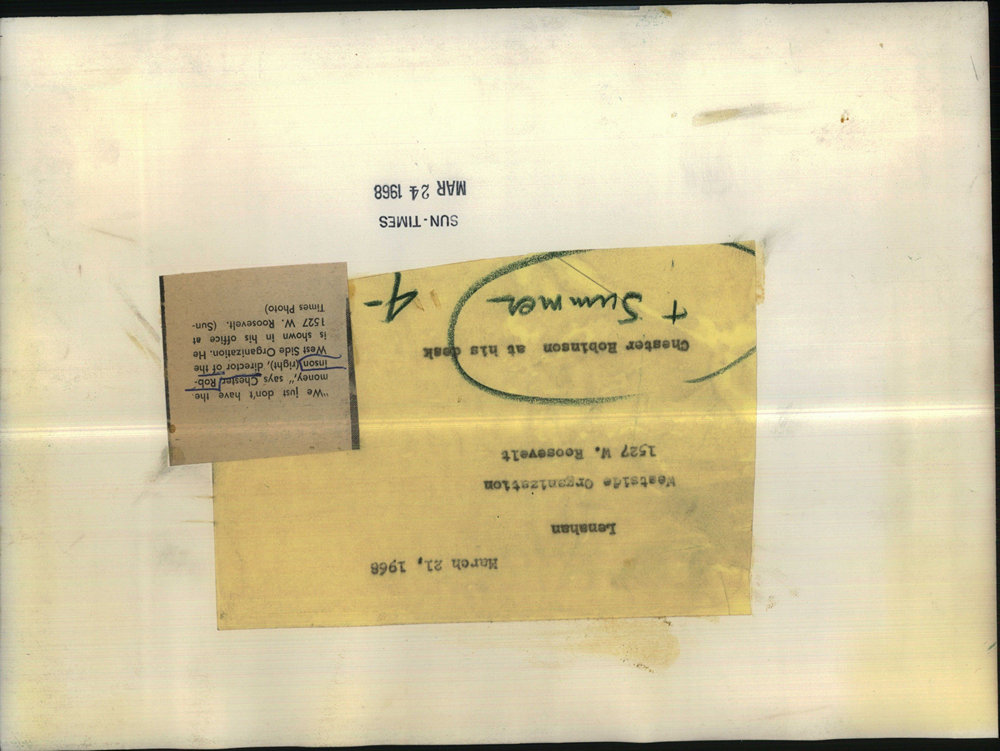 March 21, 1968
Lenahan
Westside Organization
1527 W. Roosevelt
Chester Robinson at his desk
+ Summer
4-
"We just don't have the
money," says Chester Rob-
inson (right), director of the
West Side Organization. He
is shown in his office at
1527 W. Roosevelt. (Sun-
Times Photo)
SUN-TIMES
MAR 24 1968